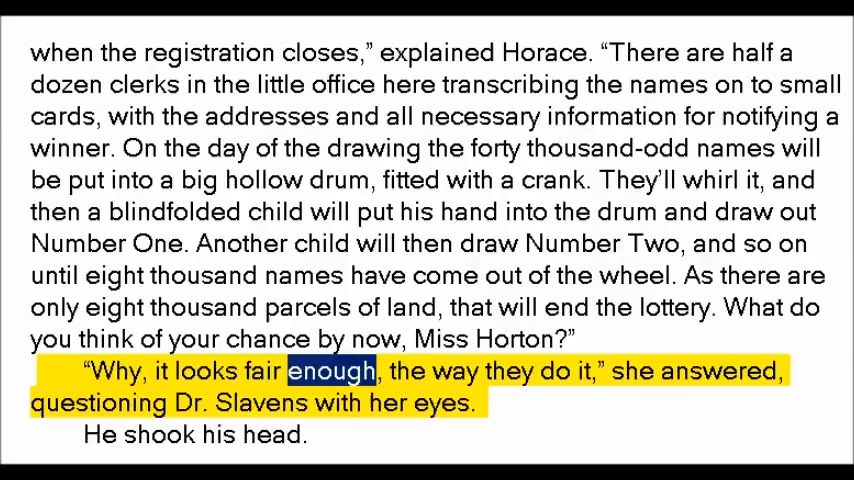 when the registration closes,” explained Horace. “There are half a
dozen clerks in the little office here transcribing the names on to small
cards, with the addresses and all necessary information for notifying a
winner. On the day of the drawing the forty thousand-odd names will
be put into a big hollow drum, fitted with a crank. They’ll whirl it, and
then a blindfolded child will put his hand into the drum and draw out
Number One. Another child will then draw Number Two, and so on
until eight thousand names have come out of the wheel. As there are
only eight thousand parcels of land, that will end the lottery. What do
you think of your chance by now, Miss Horton?”
“Why, it looks fair enough, the way they do it,” she answered,
questioning Dr. Slavens with her eyes.
He shook his head.